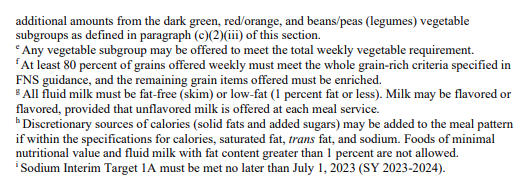 additional amounts from the dark green, red/orange, and beans/peas (legumes) vegetable
subgroups as defined in paragraph (c)(2)(iii) of this section.
e Any vegetable subgroup may be offered to meet the total weekly vegetable requirement.
f At least 80 percent of grains offered weekly must meet the whole grain-rich criteria specified in
FNS guidance, and the remaining grain items offered must be enriched.
g All fluid milk must be fat-free (skim) or low-fat (1 percent fat or less). Milk may be flavored or
flavored, provided that unflavored milk is offered at each meal service.
h Discretionary sources of calories (solid fats and added sugars) may be added to the meal pattern
if within the specifications for calories, saturated fat, trans fat, and sodium. Foods of minimal
nutritional value and fluid milk with fat content greater than 1 percent are not allowed.
i Sodium Interim Target 1A must be met no later than July 1, 2023 (SY 2023-2024).